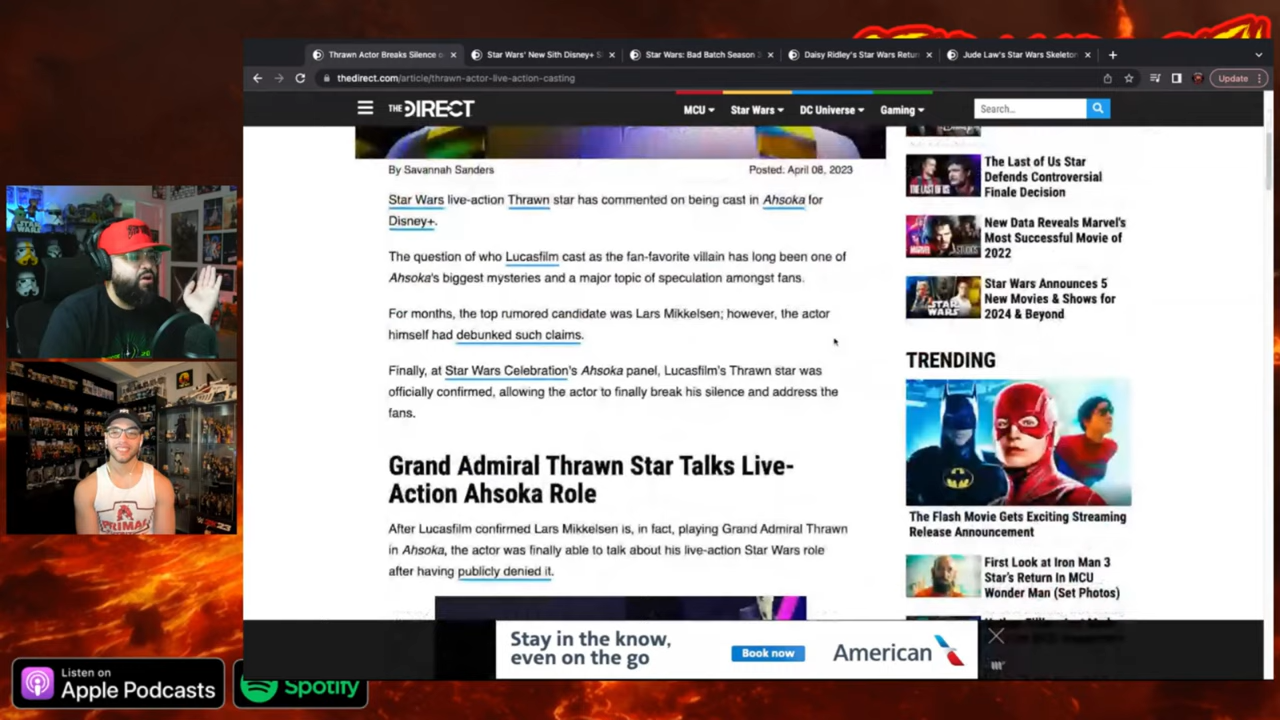 Thrawn Actor Breaks Silence o
Star Wars' New Sith Disney+ S
Star Wars: Bad Batch Season
Daisy Ridley's Star Wars Retur
Jude Law's Star Wars Skeleton
thedirect.com/article/thrawn-actor-live-action-casting
Update
THE DIRECT
MCU
Star Wars
DC Universe
Gaming
Search...
By Savannah Sanders
Posted: April 08, 2023
Star Wars live-action Thrawn star has commented on being cast in Ahsoka for
Disney+.
The question of who Lucasfilm cast as the fan-favorite villain has long been one of
Ahsoka's biggest mysteries and a major topic of speculation amongst fans.
For months, the top rumored candidate was Lars Mikkelsen; however, the actor
himself had debunked such claims.
Finally, at Star Wars Celebration's Ahsoka panel, Lucasfilm's Thrawn star was
officially confirmed, allowing the actor to finally break his silence and address the
fans.
Grand Admiral Thrawn Star Talks Live-
Action Ahsoka Role
After Lucasfilm confirmed Lars Mikkelsen is, in fact, playing Grand Admiral Thrawn
in Ahsoka, the actor was finally able to talk about his live-action Star Wars role
after having publicly denied it.
The Last of Us Star
Defends Controversial
Finale Decision
New Data Reveals Marvel's
Most Successful Movie of
2022
Star Wars Announces 5
New Movies & Shows for
2024 & Beyond
TRENDING
The Flash Movie Gets Exciting Streaming
Release Announcement
First Look at Iron Man 3
Star's Return In MCU
Wonder Man (Set Photos)
Stay in the know,
even on the go
Book now
American
PRIMAL
Listen on
Apple Podcasts
Spotify